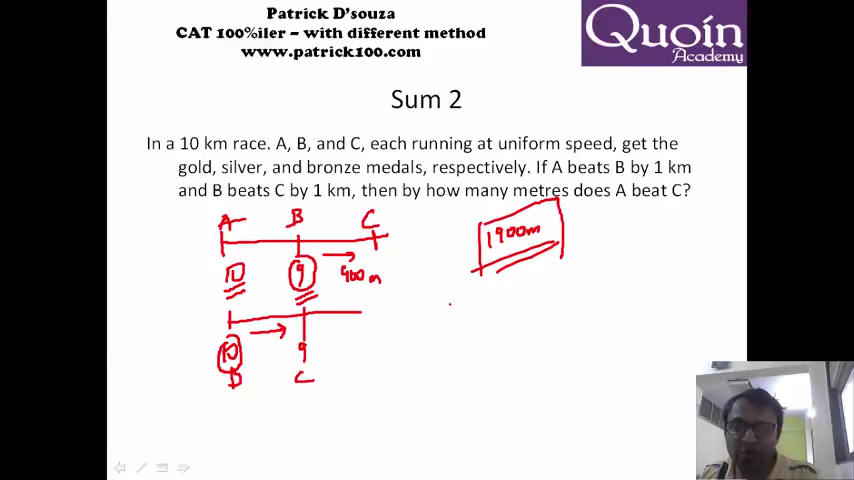 Patrick D'souza
CAT 100%iler – with different method
www.patrick100.com
Quoin
Academy
Sum 2
In a 10 km race. A, B, and C, each running at uniform speed, get the
gold, silver, and bronze medals, respectively. If A beats B by 1 km
and B beats C by 1 km, then by how many metres does A beat C?
A B C
1900m
10 9 900m
10 9
B C